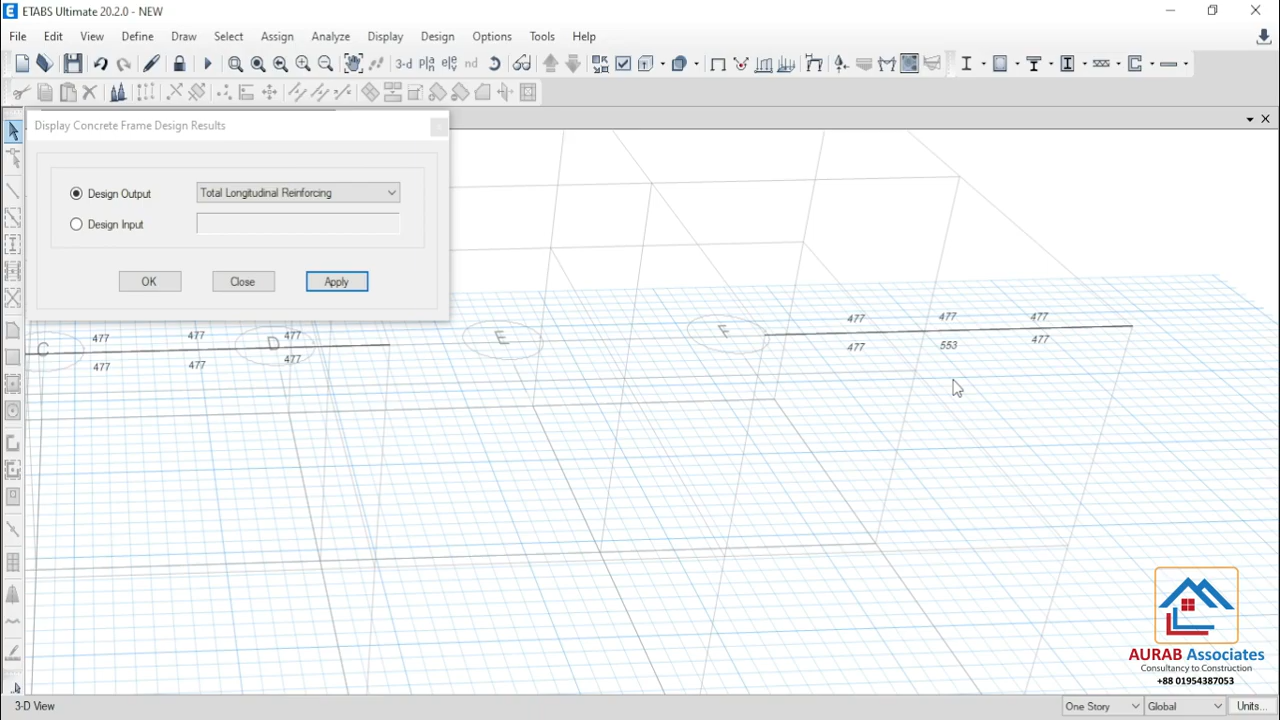 ETABS Ultimate 20.2.0 - NEW
File Edit View Define Draw Select Assign Analyze Display Design Options Tools Help
3-d nd
Display Concrete Frame Design Results
Design Output Total Longitudinal Reinforcing
Design Input
OK Close Apply
C 477 477 D 477 E F 477 477 477
477 477 477 477 553 477
AURAB Associates
Consultancy to Construction
+88 01954387053
3-D View One Story Global Units...